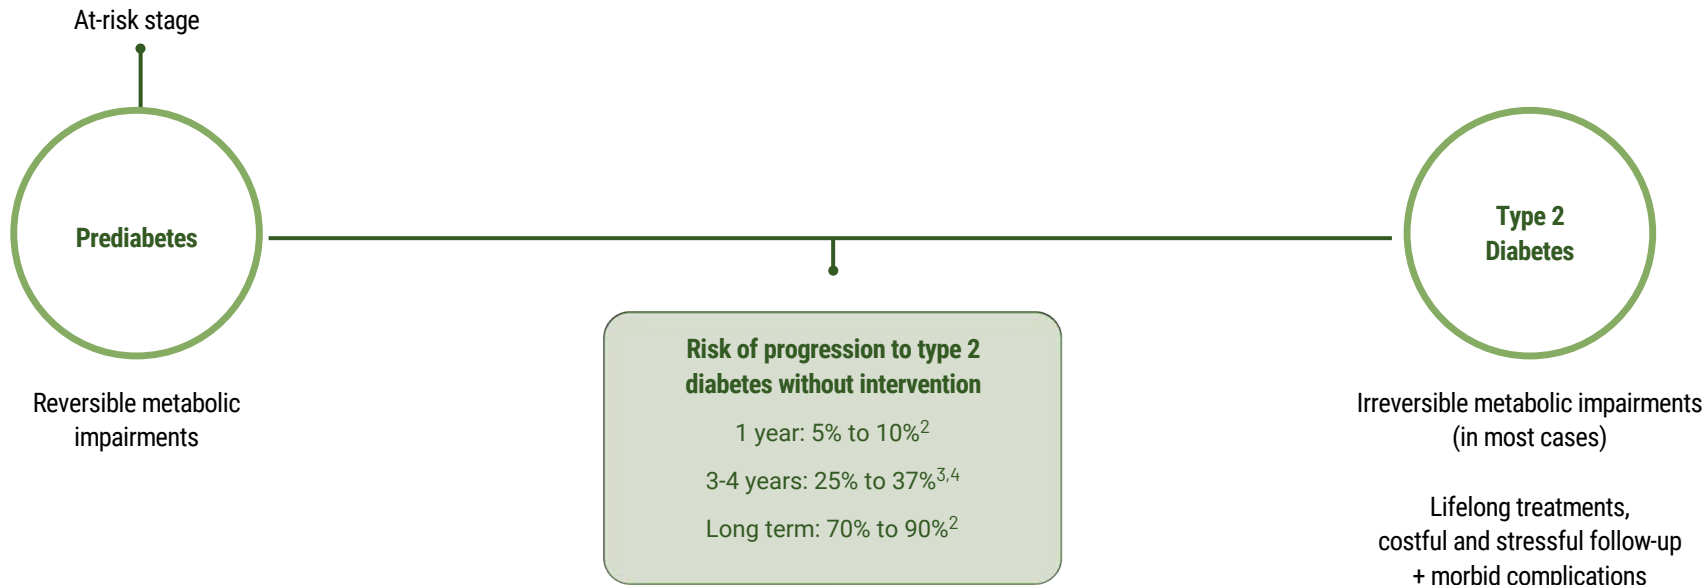 At-risk stage
Prediabetes
Reversible metabolic
impairments
Risk of progression to type 2
diabetes without intervention
1 year: 5% to 10%2
3-4 years: 25% to 37%3,4
Long term: 70% to 90%2
Type 2
Diabetes
Irreversible metabolic impairments
(in most cases)
Lifelong treatments,
costful and stressful follow-up
+ morbid complications